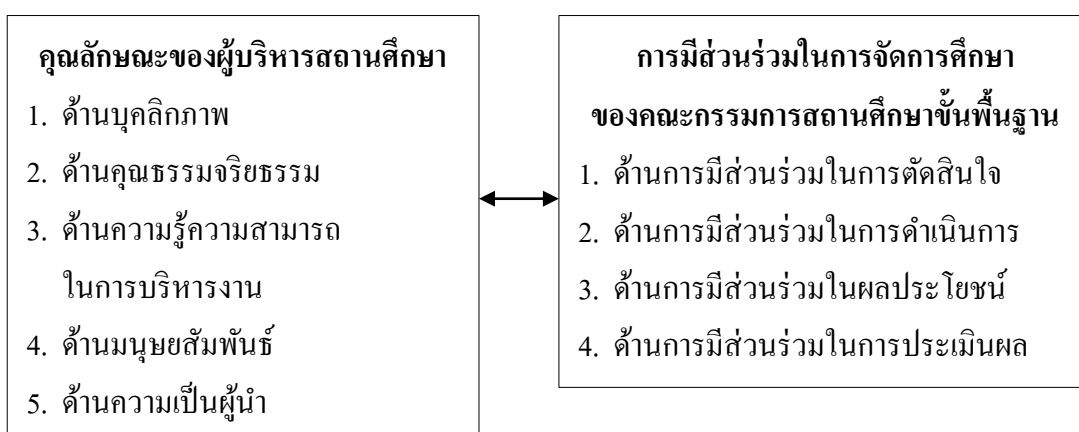 คุณลักษณะของผู้บริหารสถานศึกษา
1. ด้านบุคลิกภาพ
2. ด้านคุณธรรมจริยธรรม
3. ด้านความรู้ความสามารถ
ในการบริหารงาน
4. ด้านมนุษยสัมพันธ์
5. ด้านความเป็นผู้นำ
การมีส่วนร่วมในการจัดการศึกษา
ของคณะกรรมการสถานศึกษาขั้นพื้นฐาน
1. ด้านการมีส่วนร่วมในการตัดสินใจ
2. ด้านการมีส่วนร่วมในการดำเนินการ
3. ด้านการมีส่วนร่วมในผลประโยชน์
4. ด้านการมีส่วนร่วมในการประเมินผล